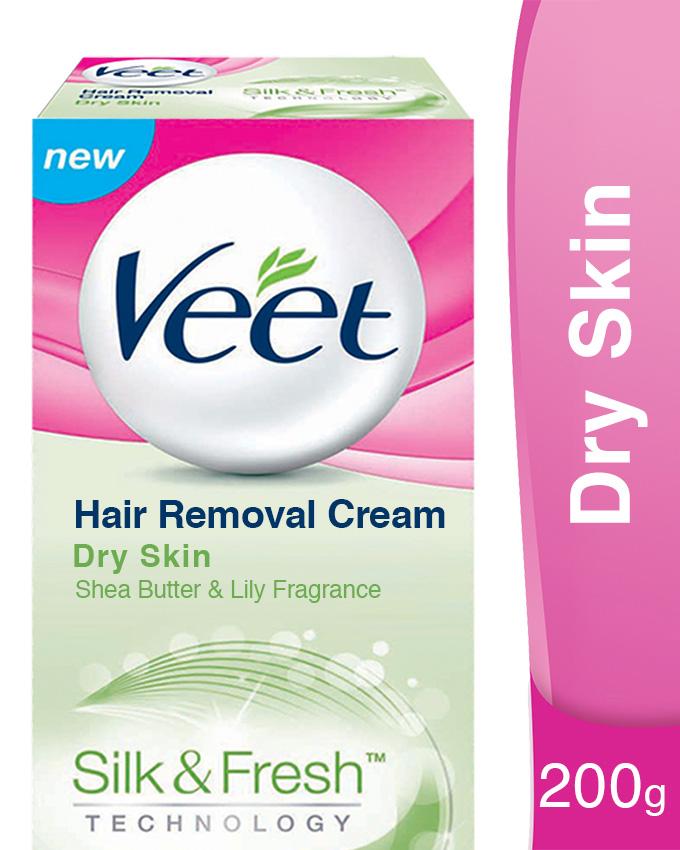 Veet
Hair Removal
Cream
Dry Skin
Silk & Fresh™
TECHNOLOGY
new
Veet
Hair Removal Cream
Dry Skin
Shea Butter & Lily Fragrance
Silk & Fresh™
TECHNOLOGY
Dry Skin
200g